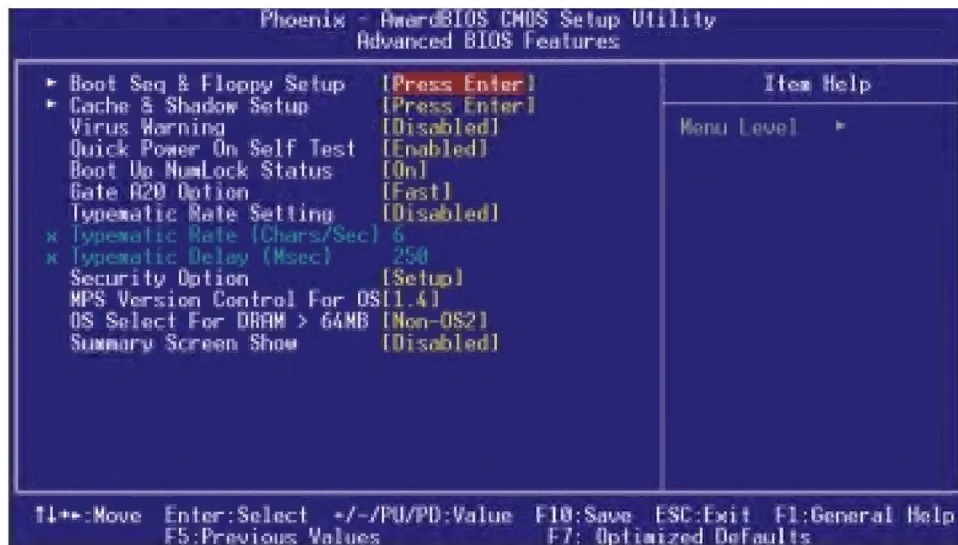 Phoenix - AwardBIOS CMOS Setup Utility
Advanced BIOS Features
► Boot Seq & Floppy Setup [Press Enter]
► Cache & Shadow Setup [Press Enter]
Virus Warning [Disabled]
Quick Power On Self Test [Enabled]
Boot Up NumLock Status [On]
Gate A20 Option [Fast]
Typematic Rate Setting [Disabled]
x Typematic Rate (Chars/Sec) 6
x Typematic Delay (Msec) 250
Security Option [Setup]
MPS Version Control For OS[1.4]
OS Select For DRAM > 64MB [Non-OS2]
Summary Screen Show [Disabled]
Item Help
Menu Level ►
↑↓→←:Move Enter:Select +/-/PU/PD:Value F10:Save ESC:Exit F1:General Help
F5:Previous Values F7: Optimized Defaults